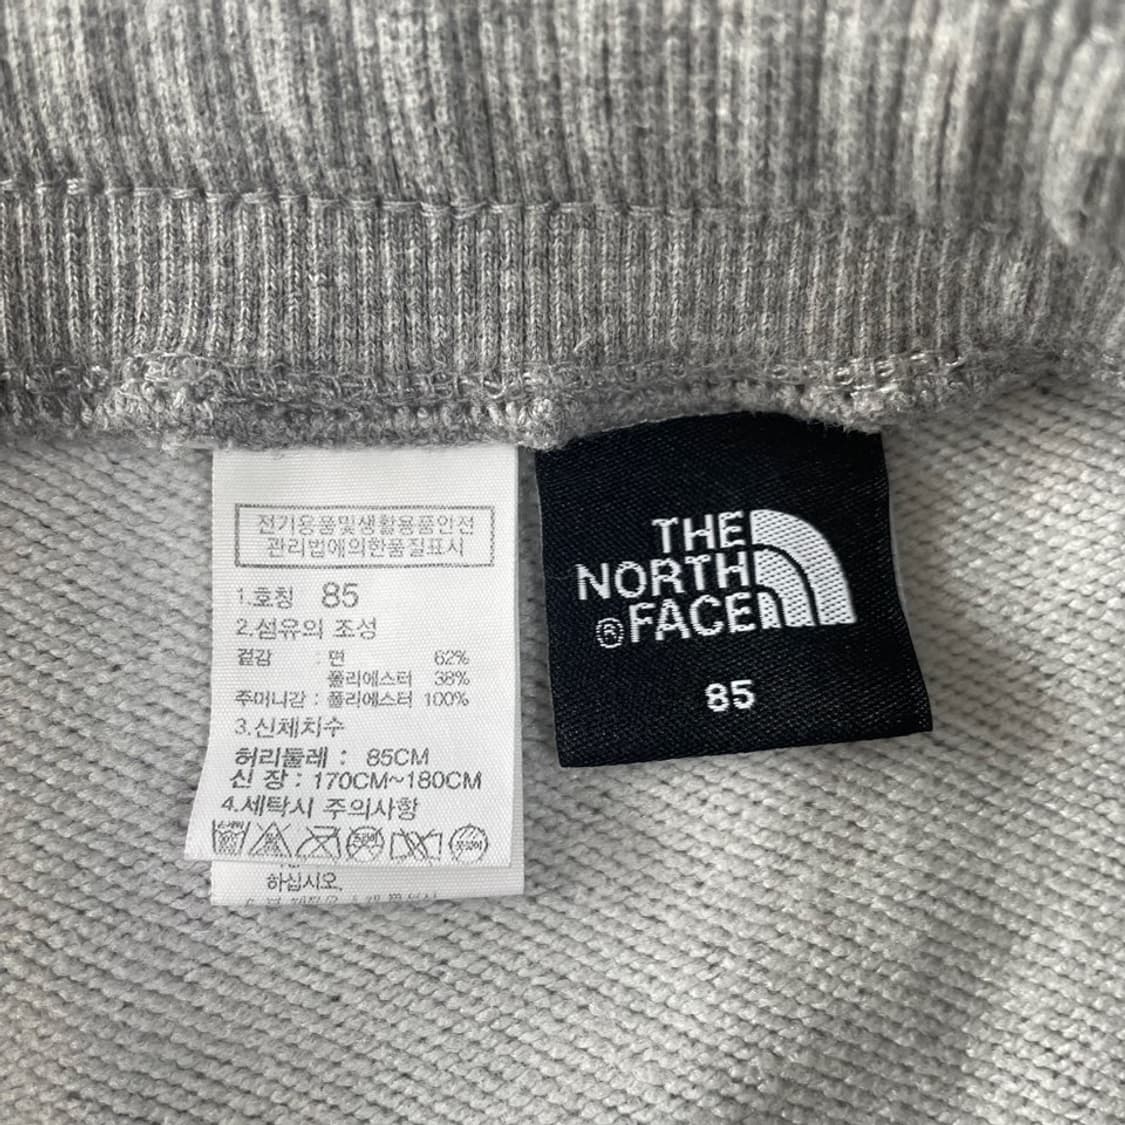 전기용품및생활용품안전
관리법에의한품질표시
1.호칭 85
2.섬유의 조성
겉감 : 면 62%
폴리에스터 38%
주머니감 : 폴리에스터 100%
3.신체치수
허리둘레 : 85CM
신 장 : 170CM~180CM
4.세탁시 주의사항
하십시오.
THE
NORTH
®FACE
85